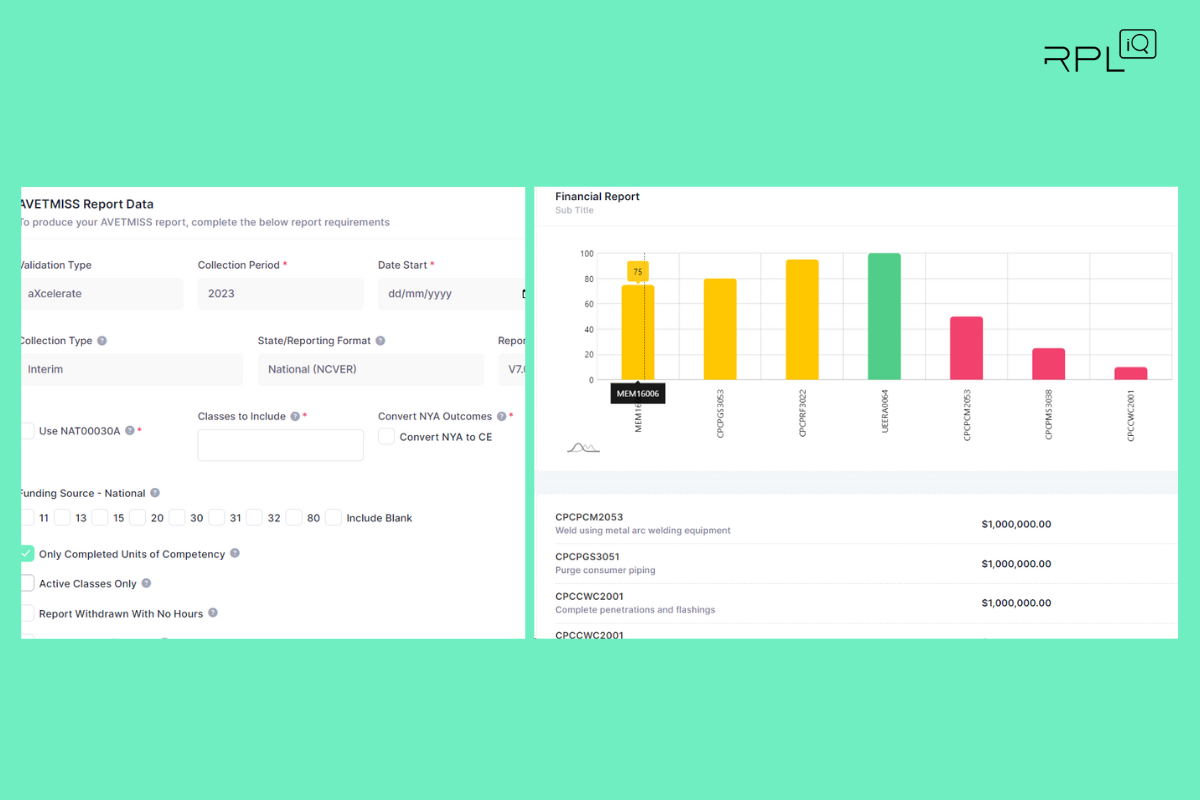 RPL iQ
AVETMISS Report Data
To produce your AVETMISS report, complete the below report requirements
Validation Type
Collection Period *
Date Start *
aXcelerate
2023
dd/mm/yyyy
Collection Type ?
State/Reporting Format ?
Repor
Interim
National (NCVER)
V7.
Use NAT00030A ? *
Classes to Include ? *
Convert NYA Outcomes ? *
Convert NYA to CE
Funding Source - National ?
11 13 15 20 30 31 32 80 Include Blank
Only Completed Units of Competency ?
Active Classes Only ?
Report Withdrawn With No Hours ?
Financial Report
Sub Title
100
80
60
40
20
0
75
MEM16006
MEM16
CPCPGS3053
CPCPRF3022
UEERA0064
CPCPCM2053
CPCPMS3038
CPCCWC2001
CPCPCM2053
Weld using metal arc welding equipment
$1,000,000.00
CPCPGS3051
Purge consumer piping
$1,000,000.00
CPCCWC2001
Complete penetrations and flashings
$1,000,000.00
CPCCWC2001